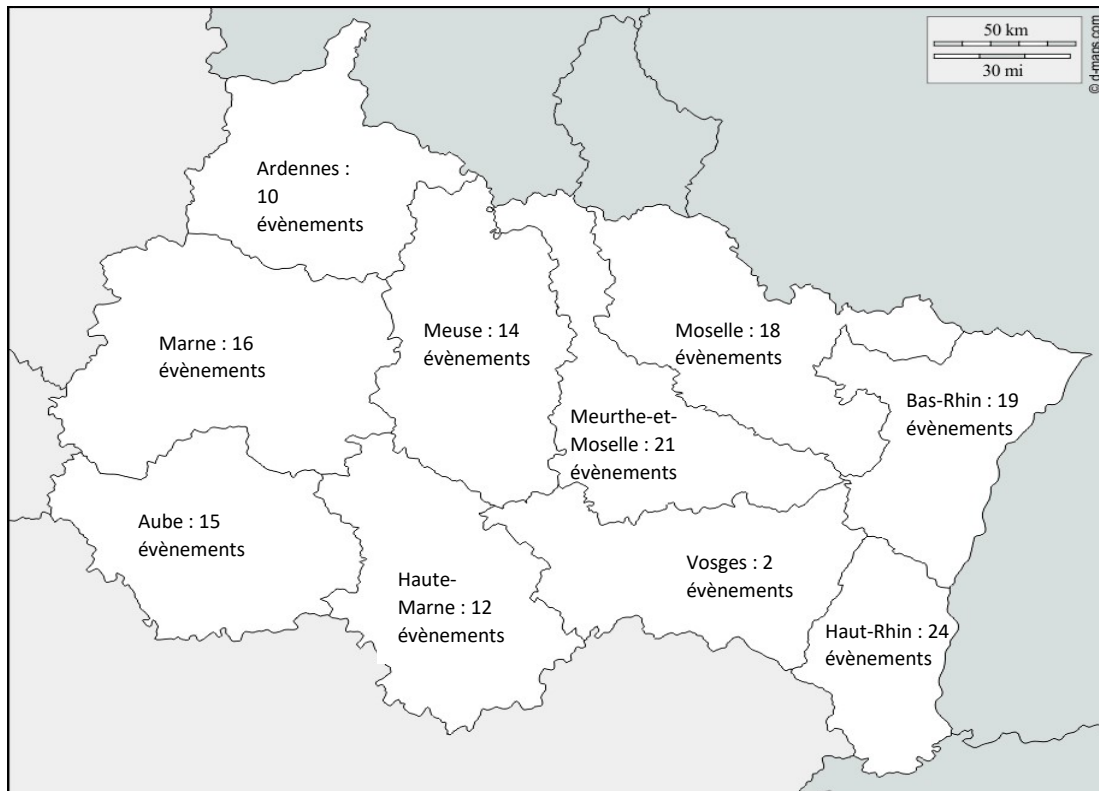 50 km
30 mi
© d-maps.com
Ardennes :
10
évènements
Marne : 16
évènements
Meuse : 14
évènements
Moselle : 18
évènements
Bas-Rhin : 19
évènements
Meurthe-et-
Moselle : 21
évènements
Aube : 15
évènements
Haute-
Marne : 12
évènements
Vosges : 2
évènements
Haut-Rhin : 24
évènements